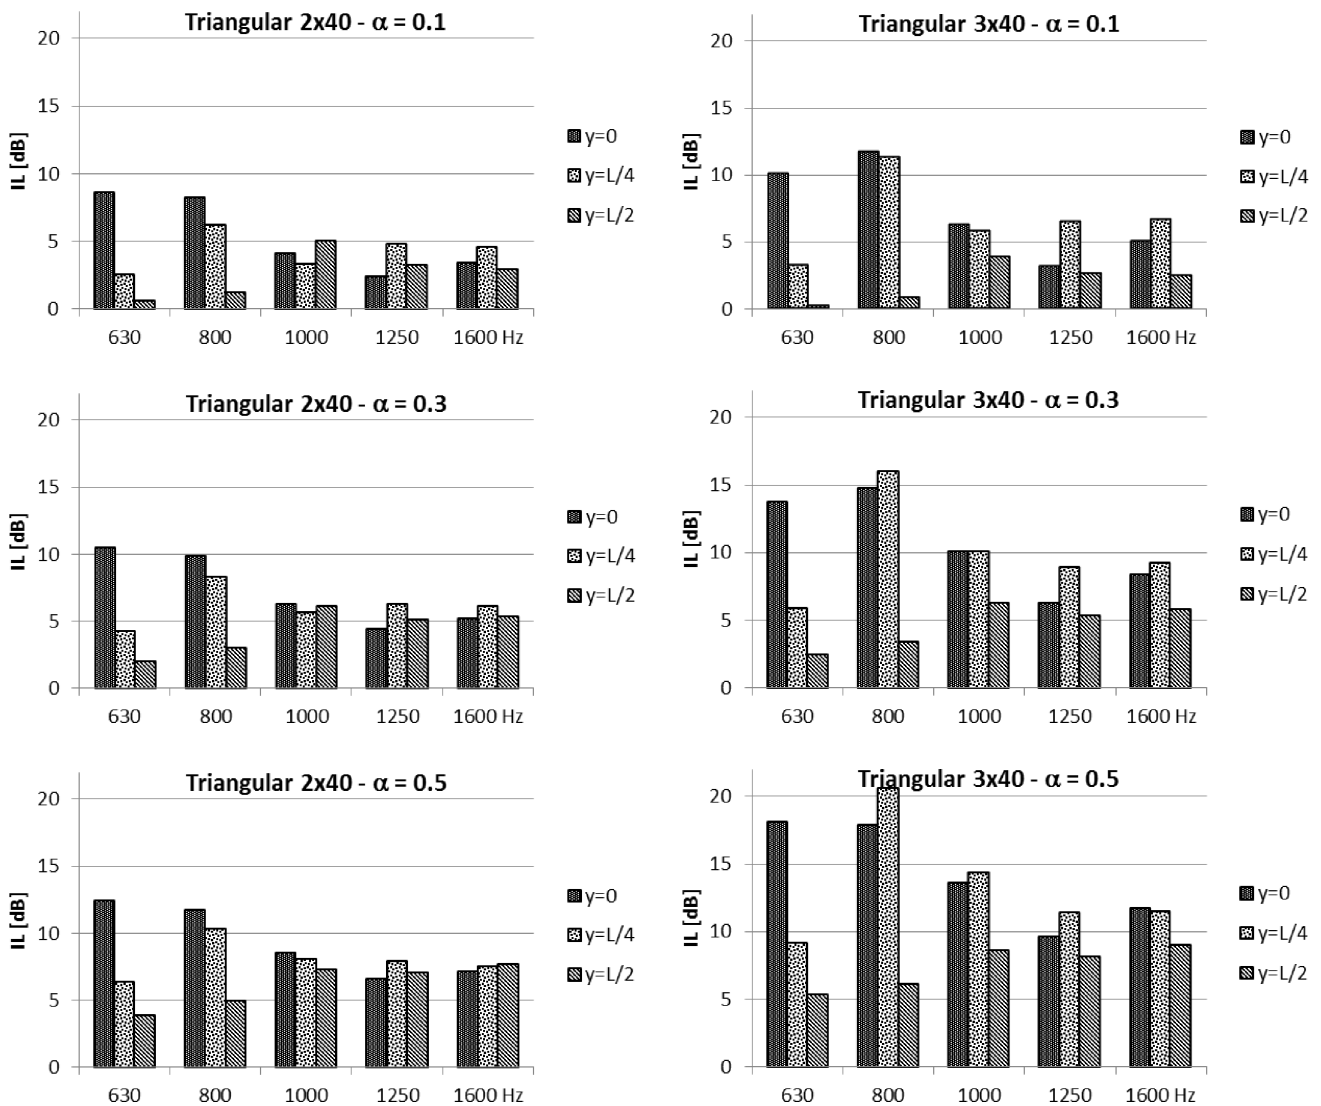 Triangular 2x40 - α = 0.1
20
15
10
5
0
IL [dB]
630 800 1000 1250 1600 Hz
y=0
y=L/4
y=L/2
Triangular 3x40 - α = 0.1
20
15
10
5
0
IL [dB]
630 800 1000 1250 1600 Hz
y=0
y=L/4
y=L/2
Triangular 2x40 - α = 0.3
20
15
10
5
0
IL [dB]
630 800 1000 1250 1600 Hz
y=0
y=L/4
y=L/2
Triangular 3x40 - α = 0.3
20
15
10
5
0
IL [dB]
630 800 1000 1250 1600 Hz
y=0
y=L/4
y=L/2
Triangular 2x40 - α = 0.5
20
15
10
5
0
IL [dB]
630 800 1000 1250 1600 Hz
y=0
y=L/4
y=L/2
Triangular 3x40 - α = 0.5
20
15
10
5
0
IL [dB]
630 800 1000 1250 1600 Hz
y=0
y=L/4
y=L/2